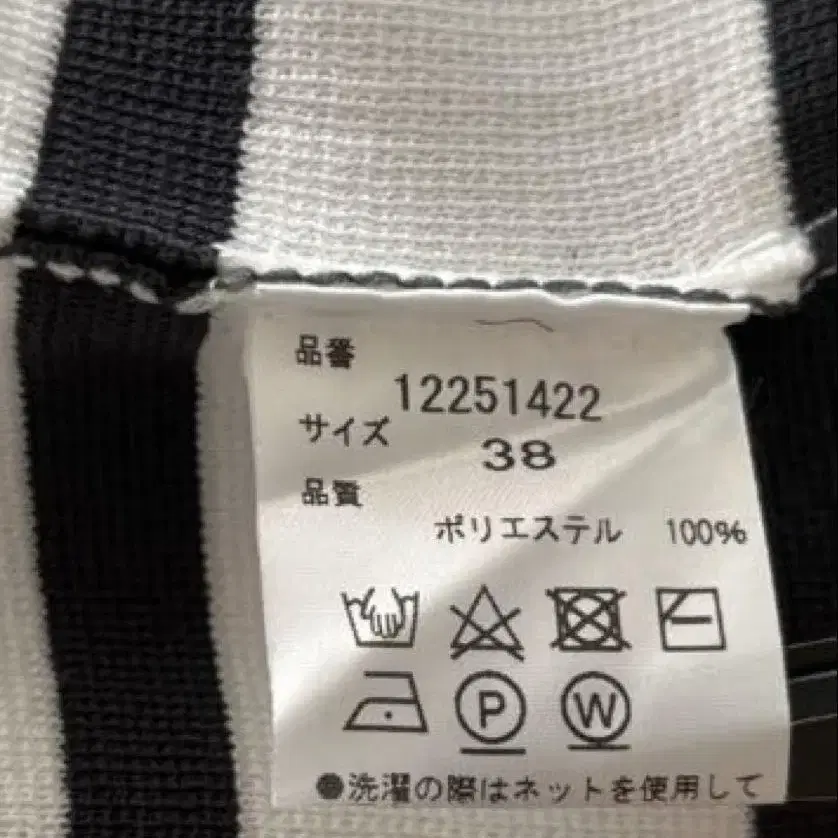 品番
12251422
サイズ
38
品質
ポリエステル 100%
P W
●洗濯の際はネットを使用して